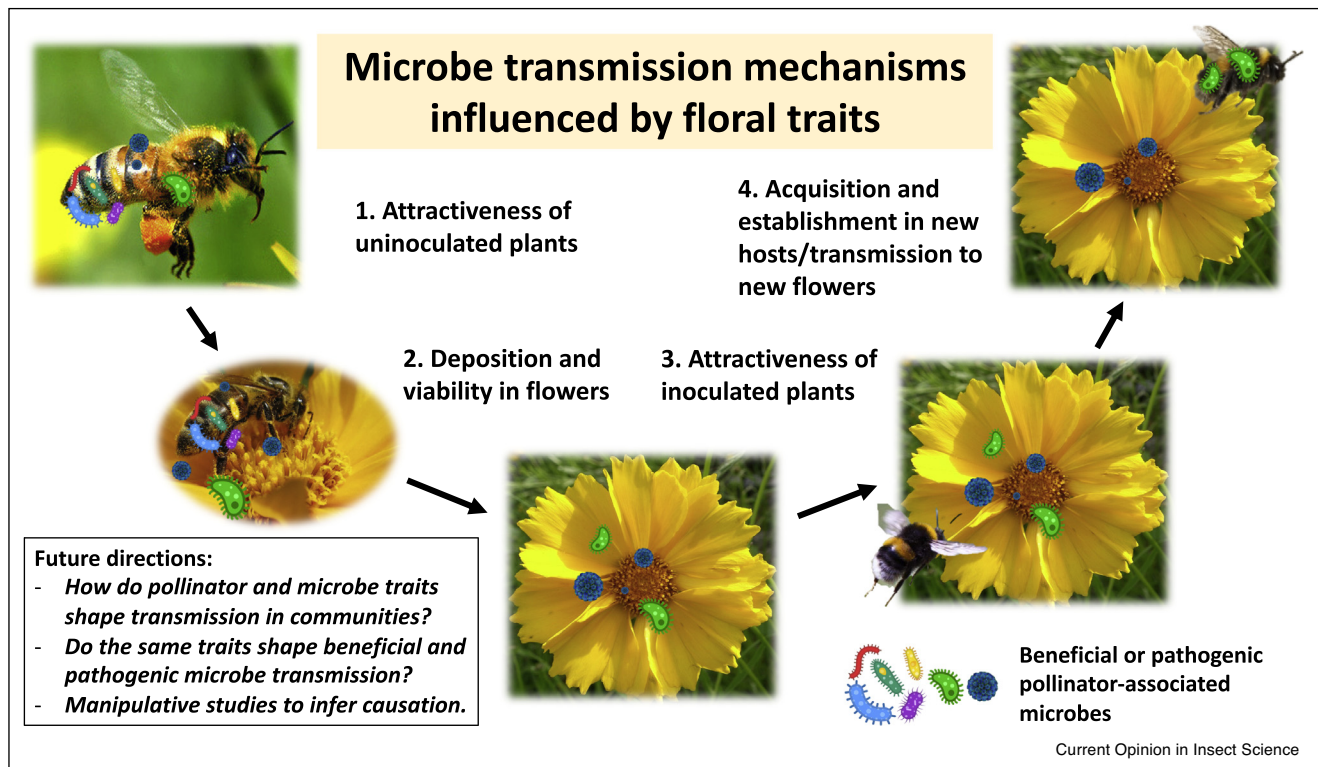 Microbe transmission mechanisms
influenced by floral traits
1. Attractiveness of
uninoculated plants
2. Deposition and
viability in flowers
3. Attractiveness of
inoculated plants
4. Acquisition and
establishment in new
hosts/transmission to
new flowers
Future directions:
- How do pollinator and microbe traits
shape transmission in communities?
- Do the same traits shape beneficial and
pathogenic microbe transmission?
- Manipulative studies to infer causation.
Beneficial or pathogenic
pollinator-associated
microbes
Current Opinion in Insect Science